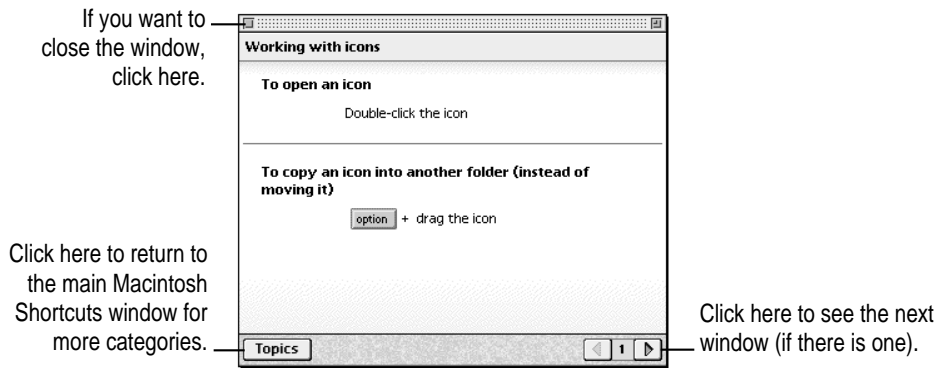 If you want to
close the window,
click here.
Working with icons
To open an icon
Double-click the icon
To copy an icon into another folder (instead of
moving it)
option + drag the icon
Click here to return to
the main Macintosh
Shortcuts window for
more categories.
Topics
1
Click here to see the next
window (if there is one).